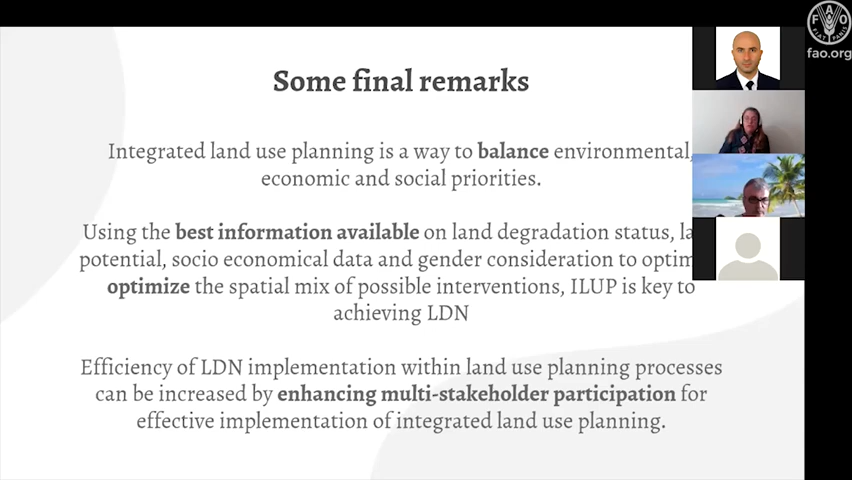 Some final remarks
Integrated land use planning is a way to balance environmental,
economic and social priorities.
Using the best information available on land degradation status,
potential, socio economical data and gender consideration to
optimize the spatial mix of possible interventions, ILUP is key to
achieving LDN
Efficiency of LDN implementation within land use planning processes
can be increased by enhancing multi-stakeholder participation for
effective implementation of integrated land use planning.
FAO
FIAT PANIS
fao.org